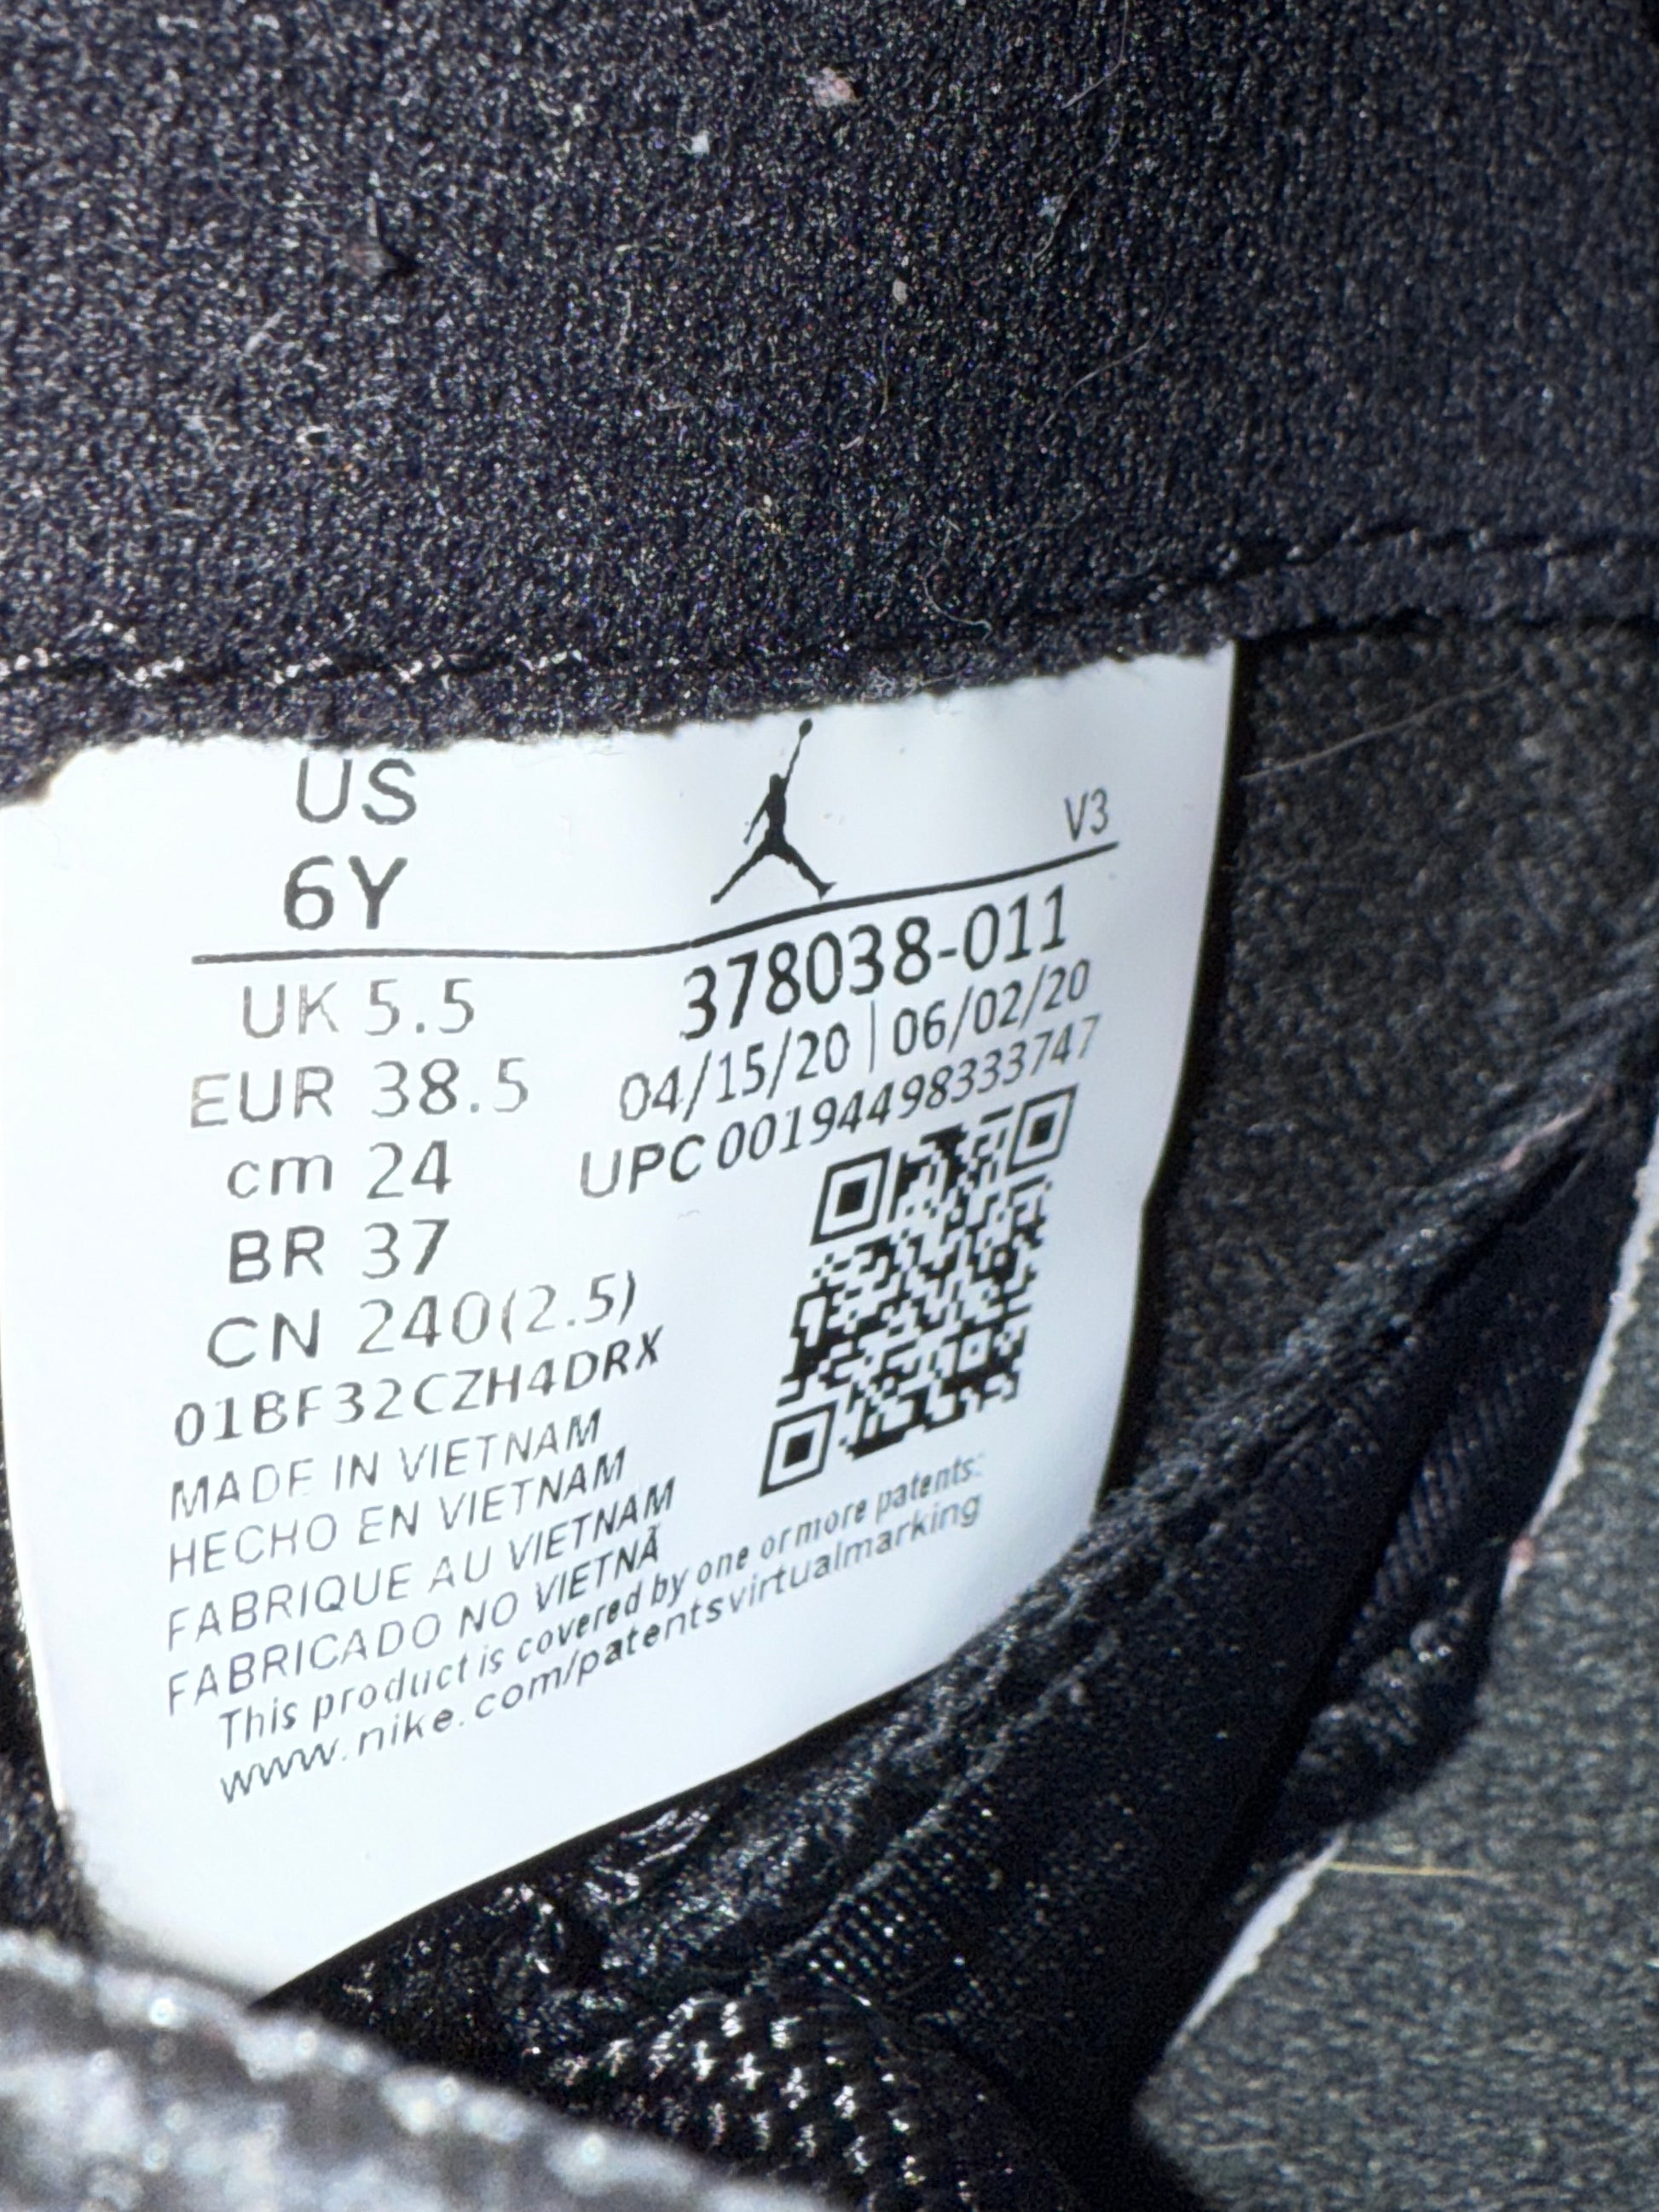 US
6Y
V3
UK 5.5
EUR 38.5
cm 24
BR 37
CN 240(2.5)
378038-011
04/15/20 | 06/02/20
UPC 00194498333747
01BF32CZH4DRX
MADE IN VIETNAM
HECHO EN VIETNAM
FABRIQUE AU VIETNAM
FABRICADO NO VIETNÃ
This product is covered by one or more patents:
www.nike.com/patentsvirtualmarking